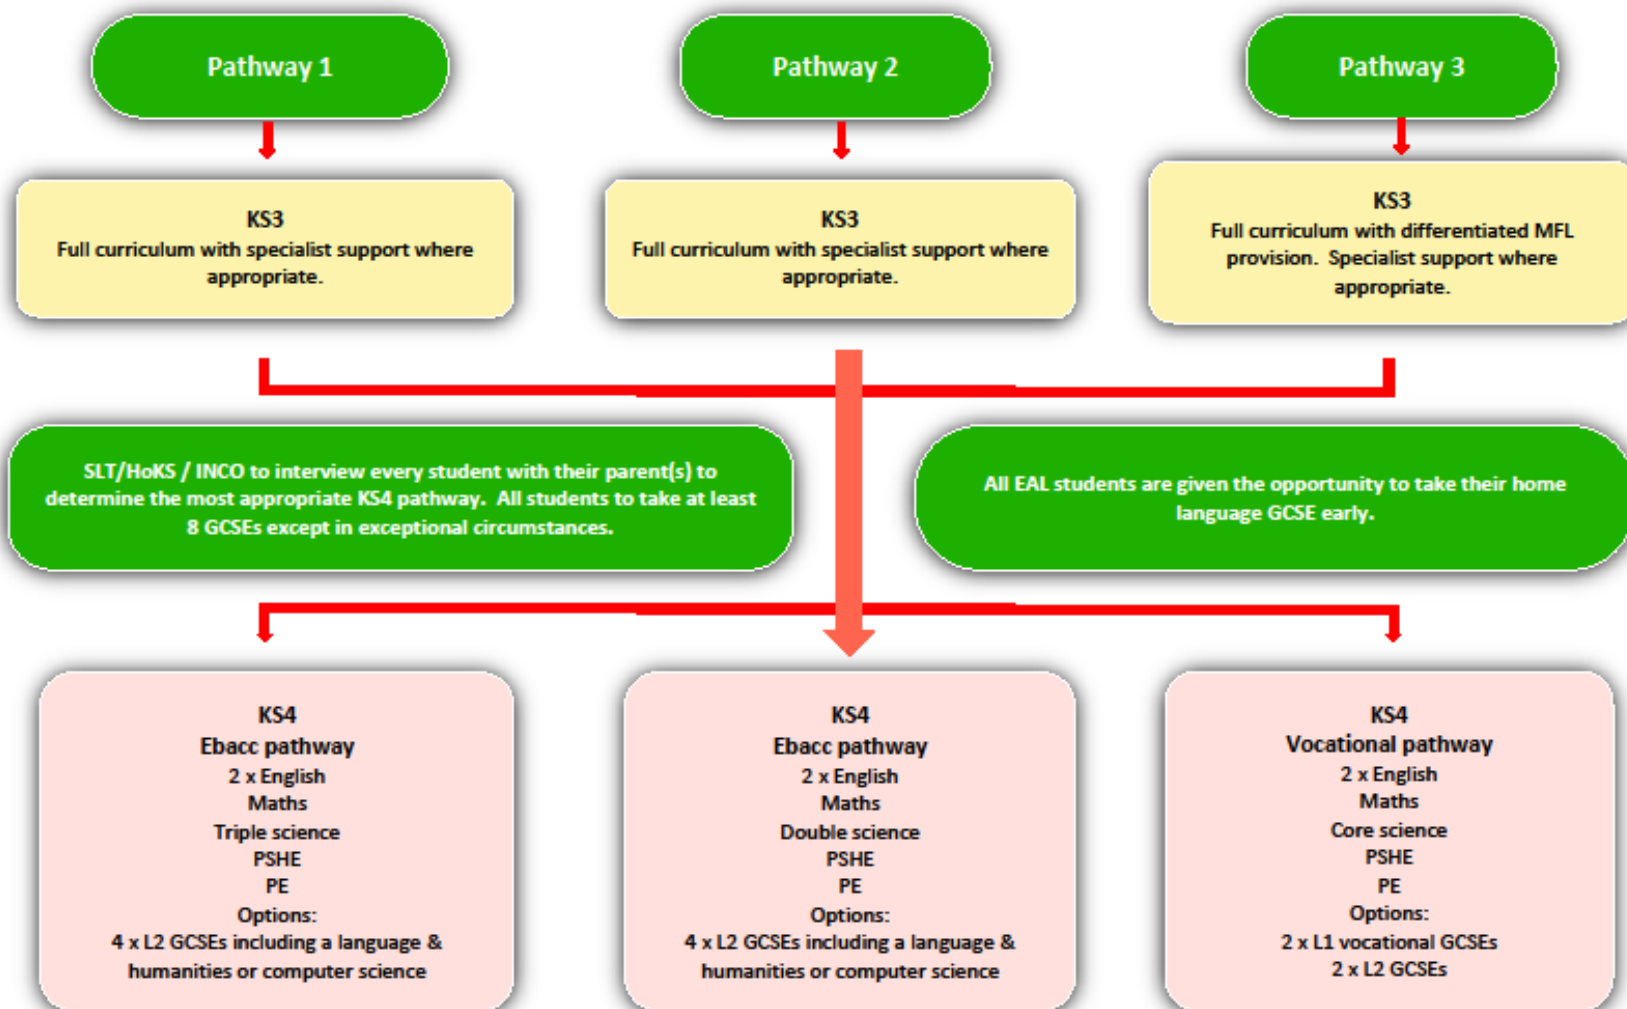 Pathway 1
Pathway 2
Pathway 3
KS3
Full curriculum with specialist support where
appropriate.
KS3
Full curriculum with specialist support where
appropriate.
KS3
Full curriculum with differentiated MFL
provision.  Specialist support where
appropriate.
SLT/HoKS / INCO to interview every student with their parent(s) to
determine the most appropriate KS4 pathway.  All students to take at least
8 GCSEs except in exceptional circumstances.
All EAL students are given the opportunity to take their home
language GCSE early.
KS4
Ebacc pathway
2 x English
Maths
Triple science
PSHE
PE
Options:
4 x L2 GCSEs including a language &
humanities or computer science
KS4
Ebacc pathway
2 x English
Maths
Double science
PSHE
PE
Options:
4 x L2 GCSEs including a language &
humanities or computer science
KS4
Vocational pathway
2 x English
Maths
Core science
PSHE
PE
Options:
2 x L1 vocational GCSEs
2 x L2 GCSEs